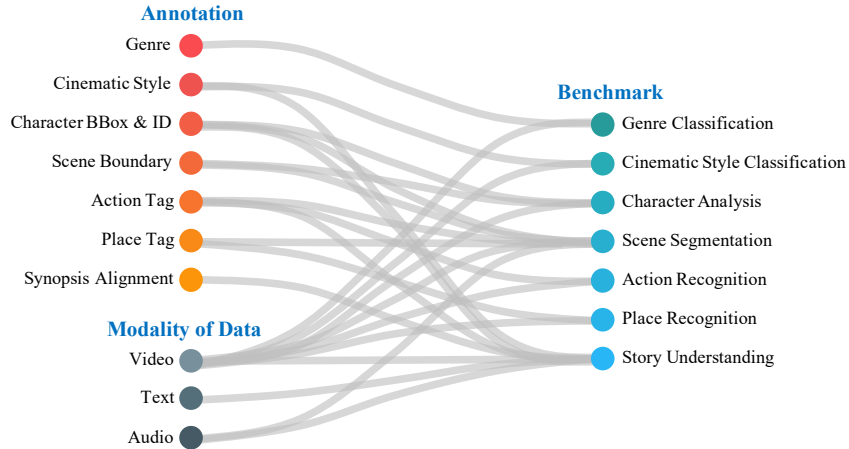 Annotation
Genre
Cinematic Style
Character BBox & ID
Scene Boundary
Action Tag
Place Tag
Synopsis Alignment
Modality of Data
Video
Text
Audio
Benchmark
Genre Classification
Cinematic Style Classification
Character Analysis
Scene Segmentation
Action Recognition
Place Recognition
Story Understanding